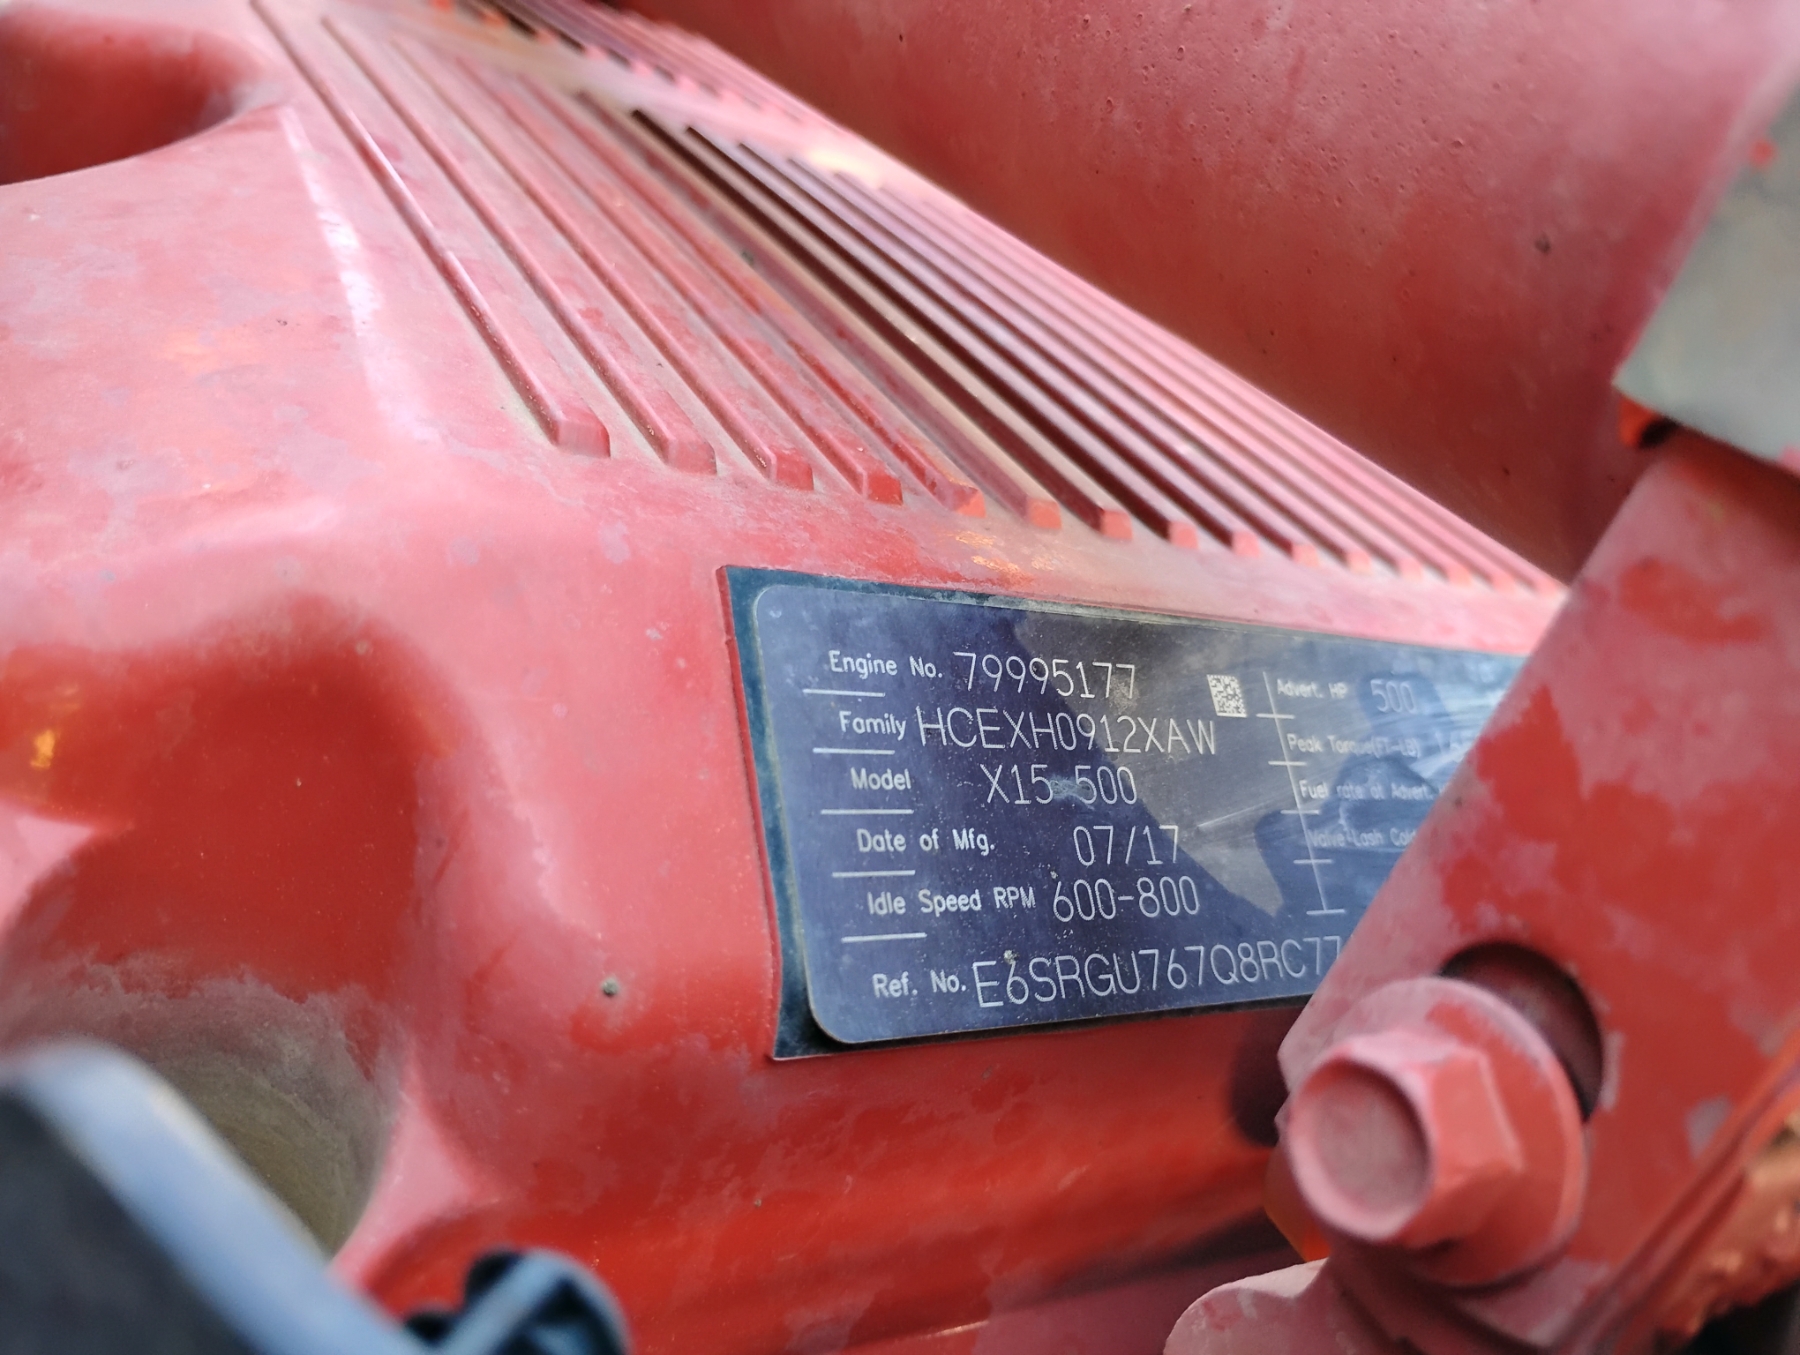 Engine No. 79995177
Family HCEXH0912XAW
Model X15 500
Date of Mfg. 07/17
Idle Speed RPM 600-800
Ref. No. E6SRGU767Q8RC77
Advert. HP 500
Peak Torque(FT-LB)
Fuel rate at Advert.
Valve-Lash Cold